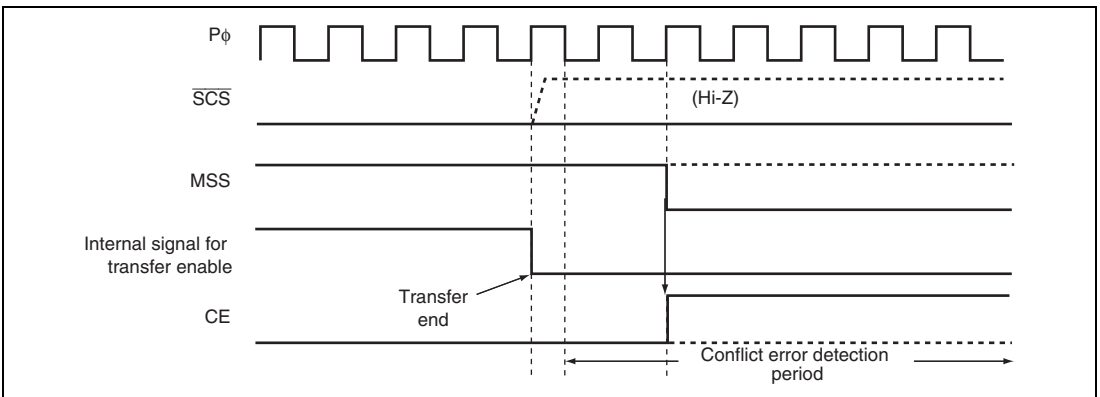 Pϕ
SCS
(Hi-Z)
MSS
Internal signal for
transfer enable
Transfer
end
CE
Conflict error detection
period